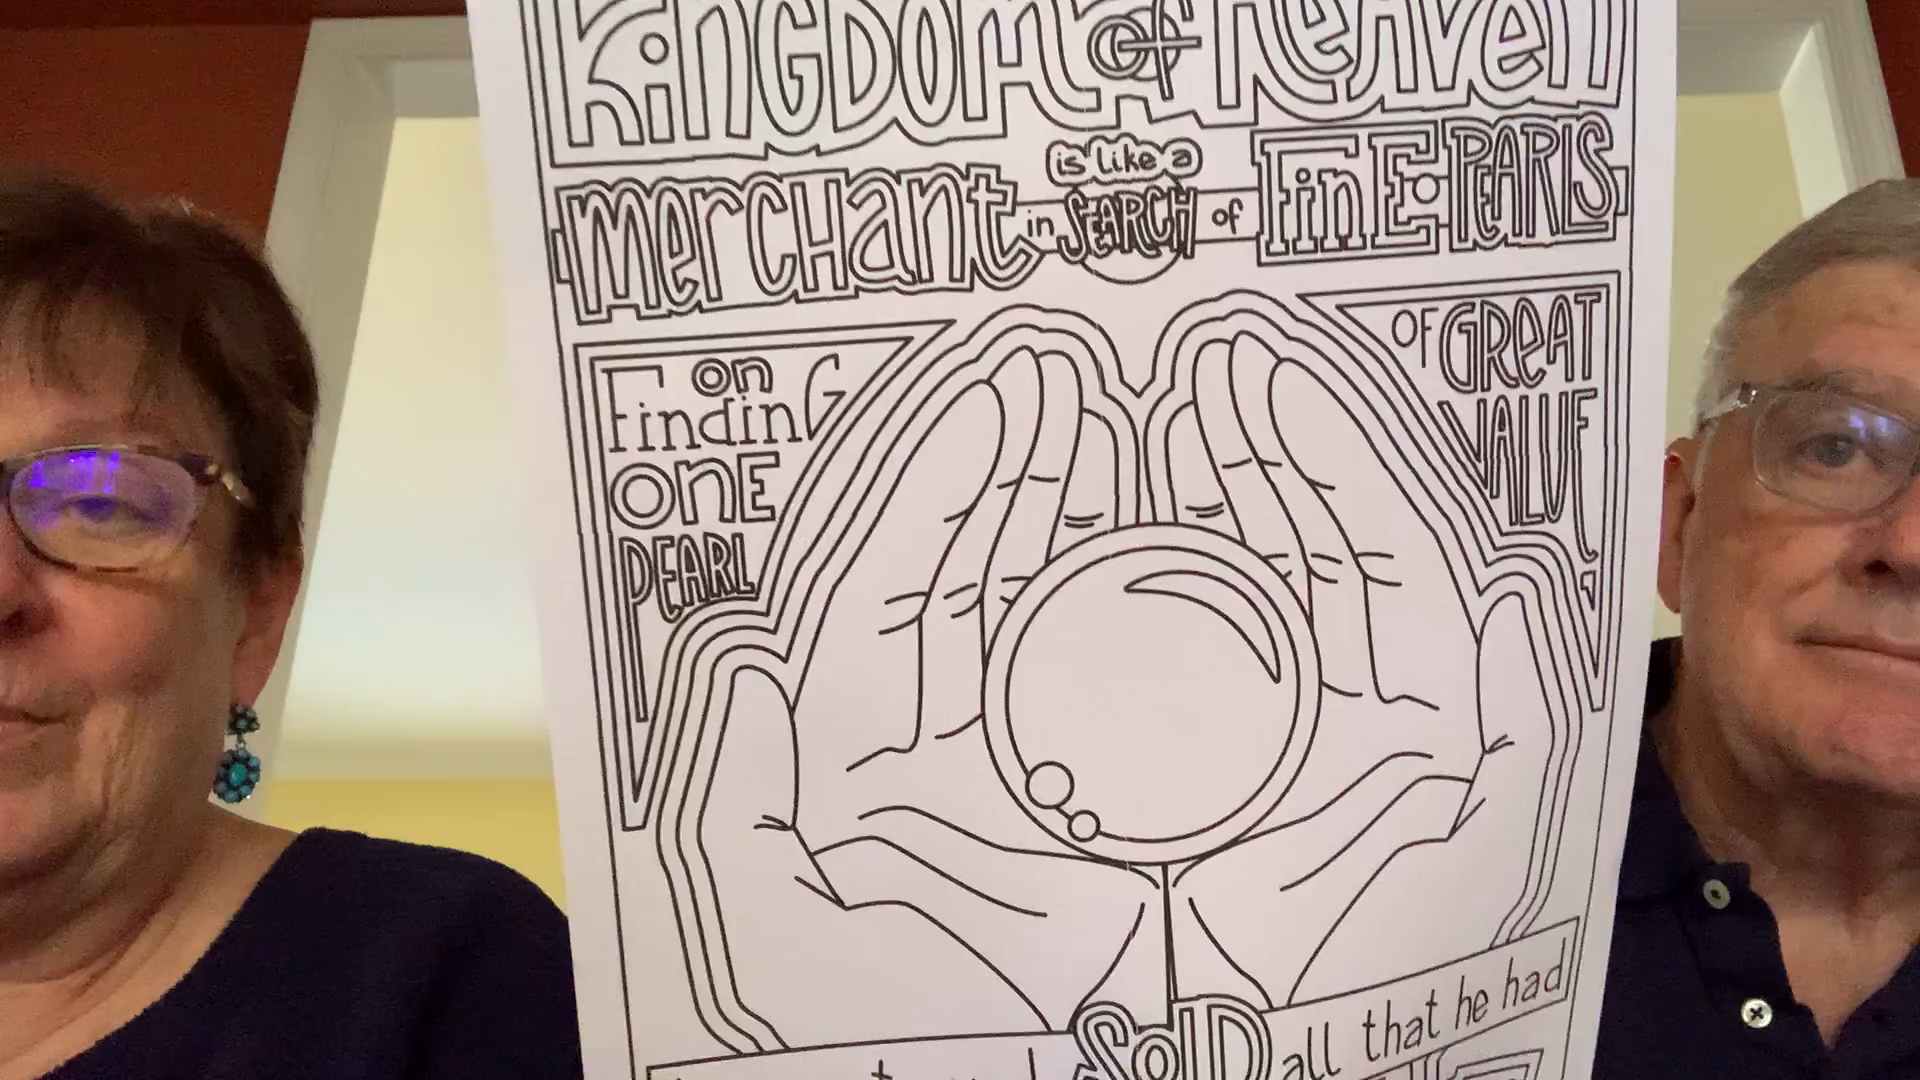 Kingdom of Heaven
is like a
merchant in SEARCH of FinE PEARLS
on
Finding
onE
PEARL
OF GREAT
VALUE,
SOLD all that he had